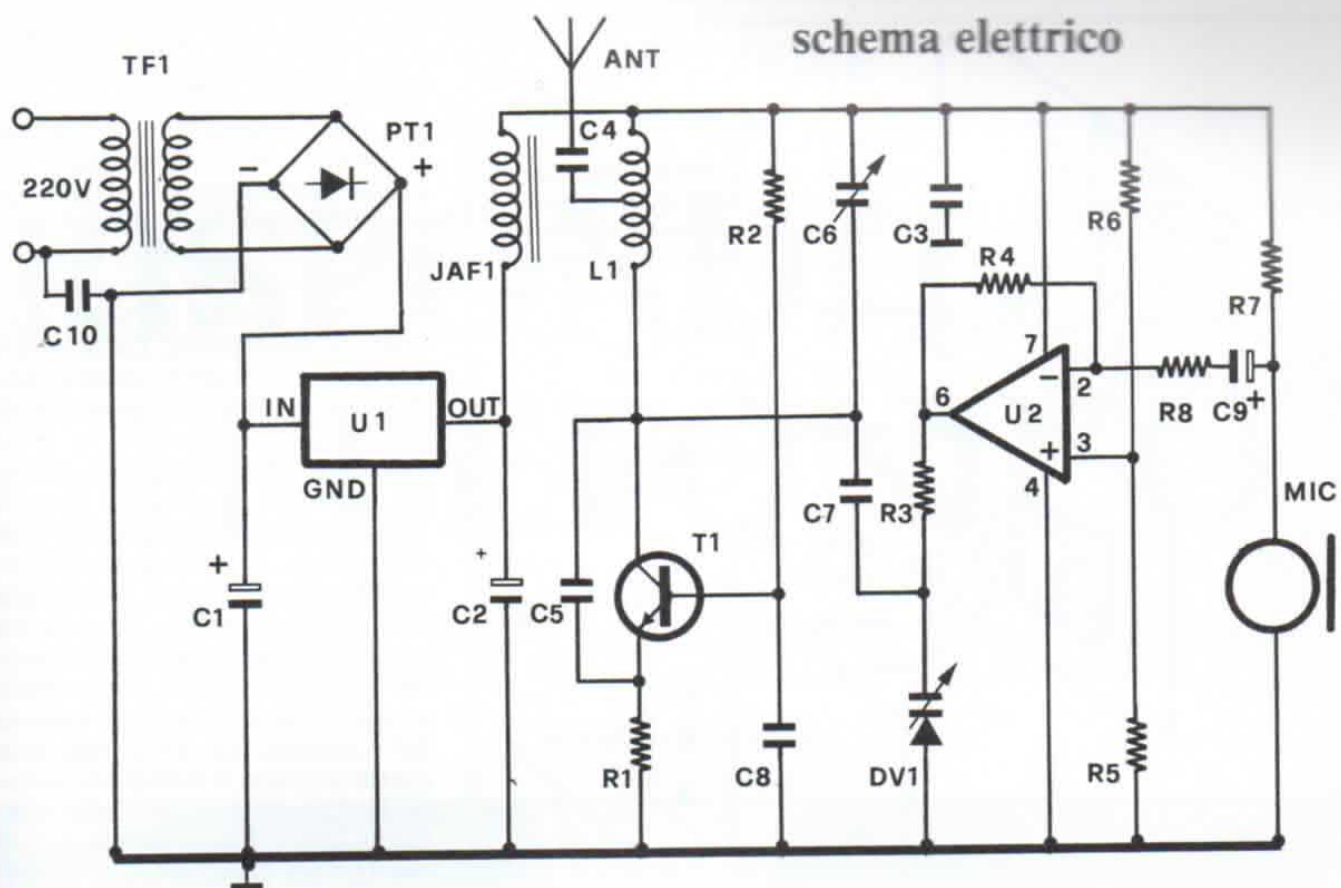 schema elettrico
TF1
ANT
PT1
C4
-
+
220V
R2
C6
C3
R6
JAF1
L1
R4
R7
C10
7
IN
U1
OUT
6
-
2
U2
R8
C9
+
+
3
GND
4
MIC
C7
R3
T1
+
+
C1
C2
C5
R1
C8
DV1
R5